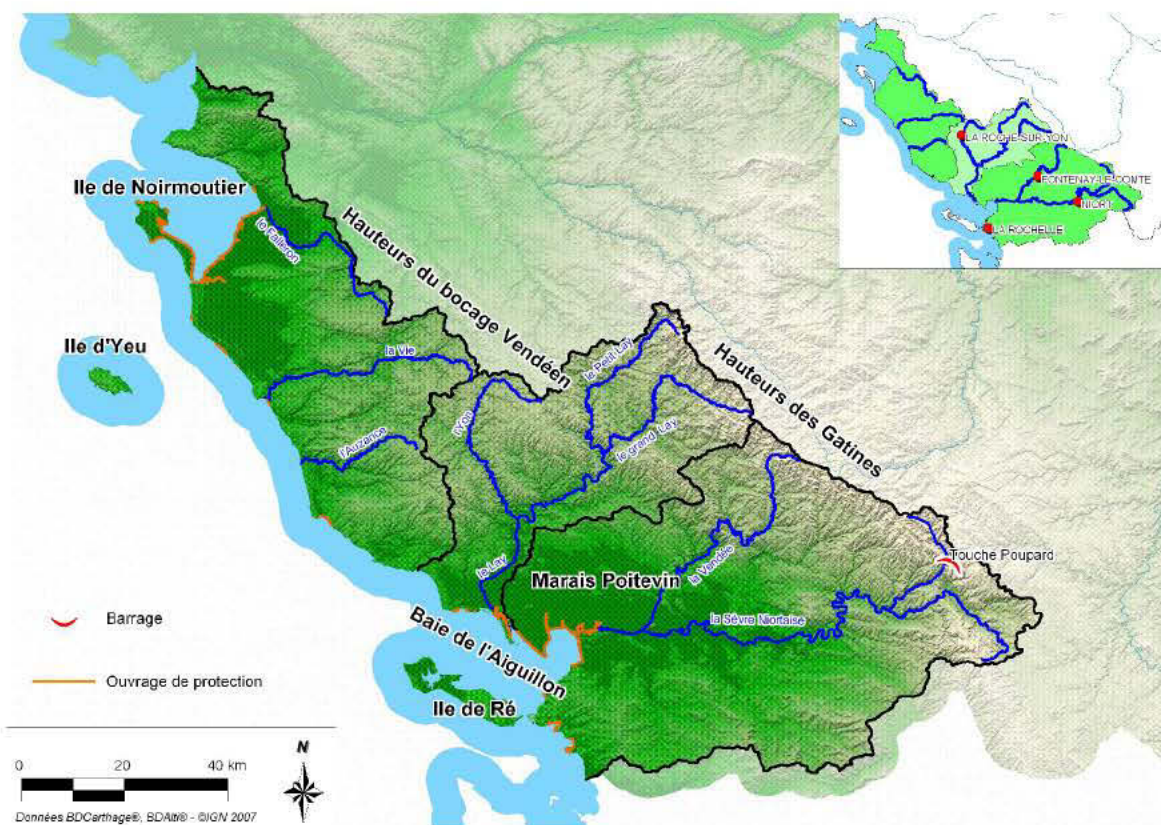 LA ROCHE-SUR-YON
FONTENAY-LE-COMTE
NIORT
LA ROCHELLE
Ile de Noirmoutier
le Falleron
Hauteurs du bocage Vendéen
Ile d'Yeu
la Vie
le Petit Lay
Hauteurs des Gatines
l'Yon
l'Auzance
le grand Lay
Touche Poupard
le Lay
Marais Poitevin
la Vendée
la Sèvre Niortaise
Baie de l'Aiguillon
Ile de Ré
Barrage
Ouvrage de protection
N
0 20 40 km
Données BDCarthage®, BDAlti® - ©IGN 2007